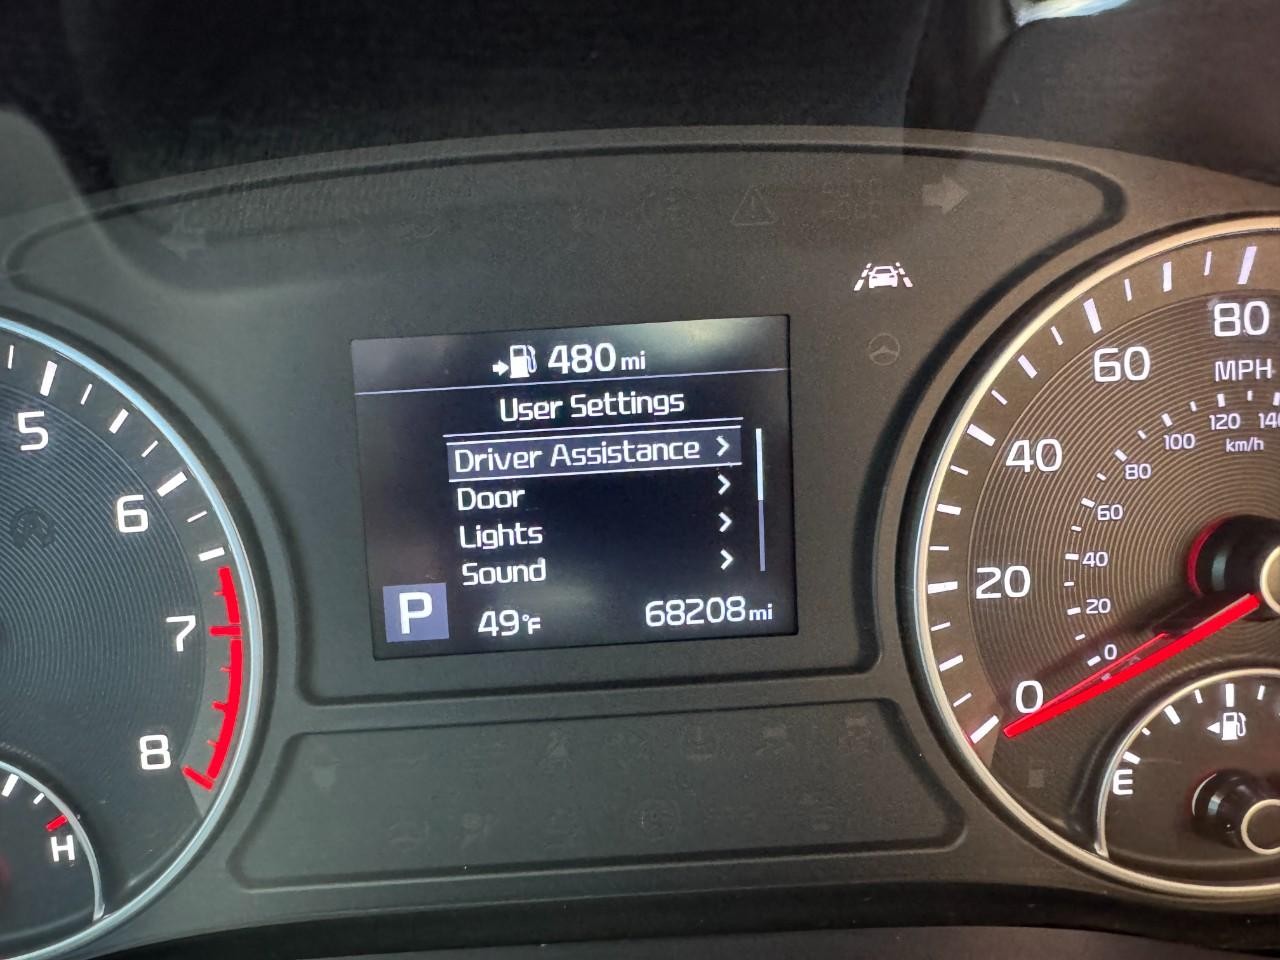 480 mi
User Settings
Driver Assistance >
Door >
Lights >
Sound >
P 49°F 68208 mi
5
6
7
8
H
80
60
40
20
0
MPH
140
120
100
80
60
40
20
0
km/h
E